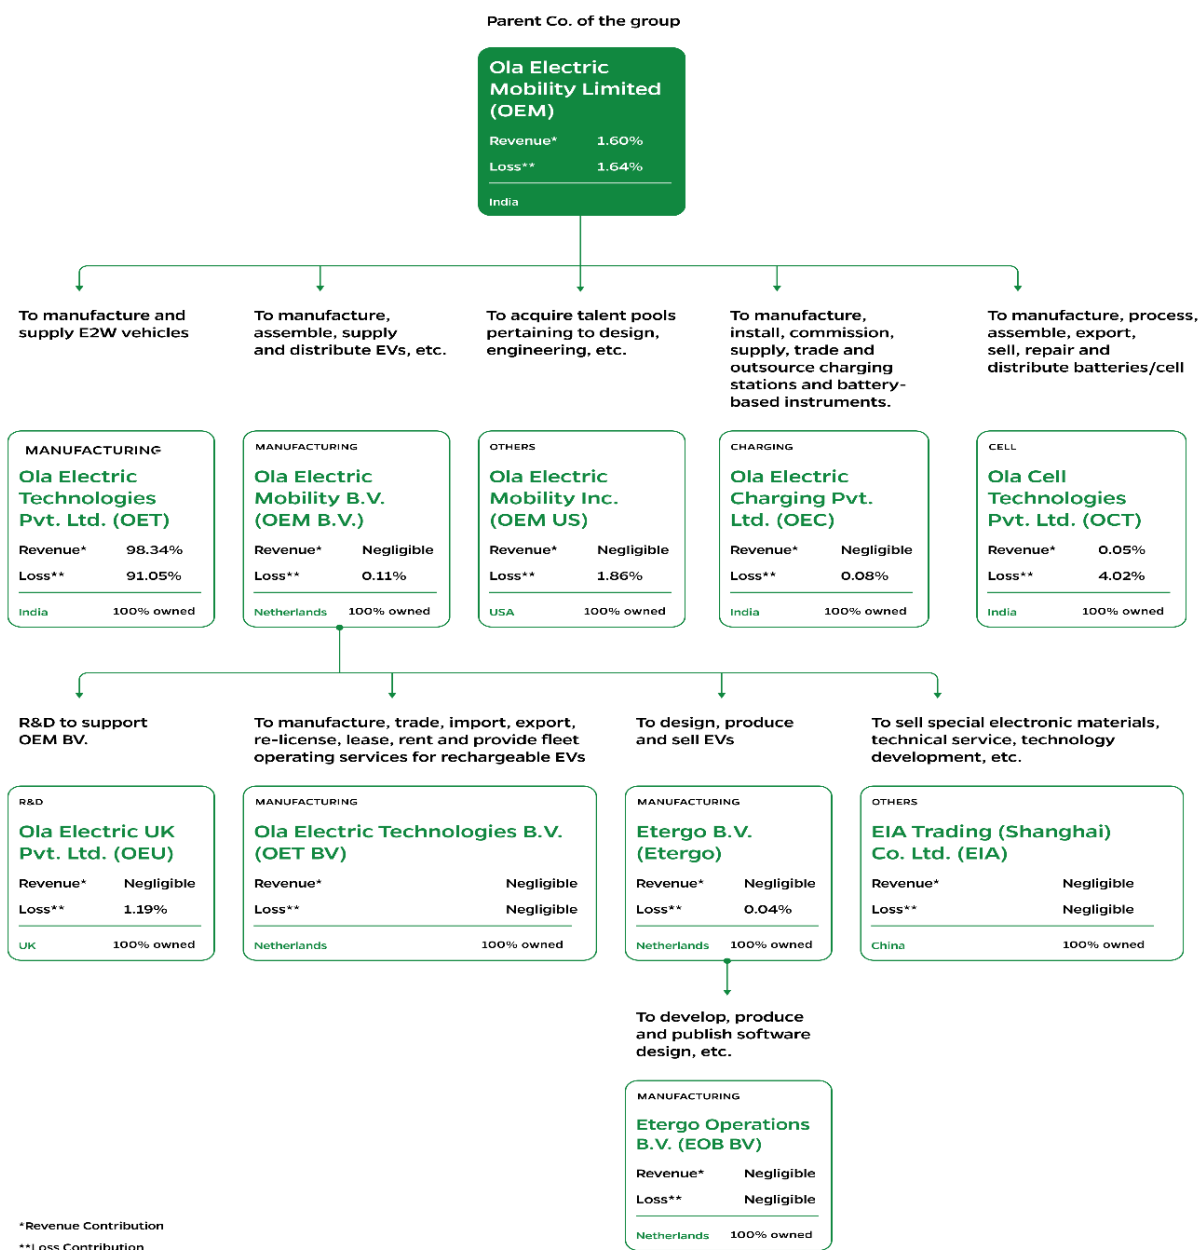 Parent Co. of the group
Ola Electric
Mobility Limited
(OEM)
Revenue* 1.60%
Loss** 1.64%
India
To manufacture and
supply E2W vehicles
To manufacture,
assemble, supply
and distribute EVs, etc.
To acquire talent pools
pertaining to design,
engineering, etc.
To manufacture,
install, commission,
supply, trade and
outsource charging
stations and battery-
based instruments.
To manufacture, process,
assemble, export,
sell, repair and
distribute batteries/cell
MANUFACTURING
Ola Electric
Technologies
Pvt. Ltd. (OET)
Revenue* 98.34%
Loss** 91.05%
India 100% owned
MANUFACTURING
Ola Electric
Mobility B.V.
(OEM B.V.)
Revenue* Negligible
Loss** 0.11%
Netherlands 100% owned
OTHERS
Ola Electric
Mobility Inc.
(OEM US)
Revenue* Negligible
Loss** 1.86%
USA 100% owned
CHARGING
Ola Electric
Charging Pvt.
Ltd. (OEC)
Revenue* Negligible
Loss** 0.08%
India 100% owned
CELL
Ola Cell
Technologies
Pvt. Ltd. (OCT)
Revenue* 0.05%
Loss** 4.02%
India 100% owned
R&D to support
OEM BV.
To manufacture, trade, import, export,
re-license, lease, rent and provide fleet
operating services for rechargeable EVs
To design, produce
and sell EVs
To sell special electronic materials,
technical service, technology
development, etc.
R&D
Ola Electric UK
Pvt. Ltd. (OEU)
Revenue* Negligible
Loss** 1.19%
UK 100% owned
MANUFACTURING
Ola Electric Technologies B.V.
(OET BV)
Revenue* Negligible
Loss** Negligible
Netherlands 100% owned
MANUFACTURING
Etergo B.V.
(Etergo)
Revenue* Negligible
Loss** 0.04%
Netherlands 100% owned
OTHERS
EIA Trading (Shanghai)
Co. Ltd. (EIA)
Revenue* Negligible
Loss** Negligible
China 100% owned
To develop, produce
and publish software
design, etc.
MANUFACTURING
Etergo Operations
B.V. (EOB BV)
Revenue* Negligible
Loss** Negligible
Netherlands 100% owned
*Revenue Contribution
**Loss Contribution